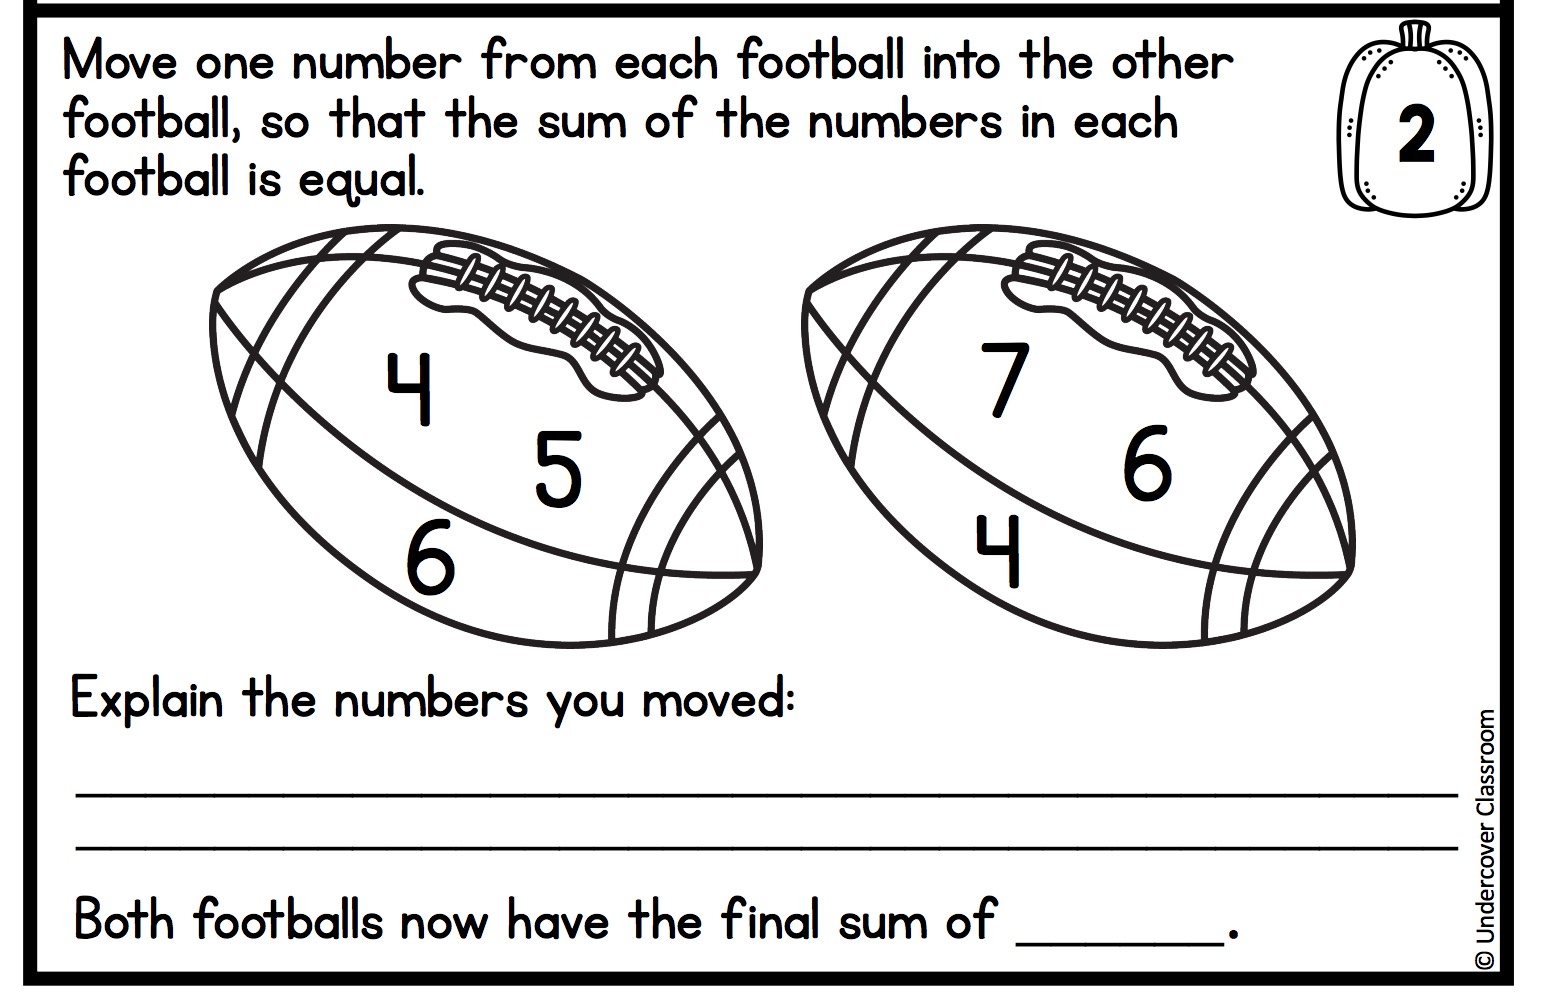 Move one number from each football into the other
football, so that the sum of the numbers in each
football is equal.
2
4
5
6
7
6
4
Explain the numbers you moved:
Both footballs now have the final sum of ________.
© Undercover Classroom